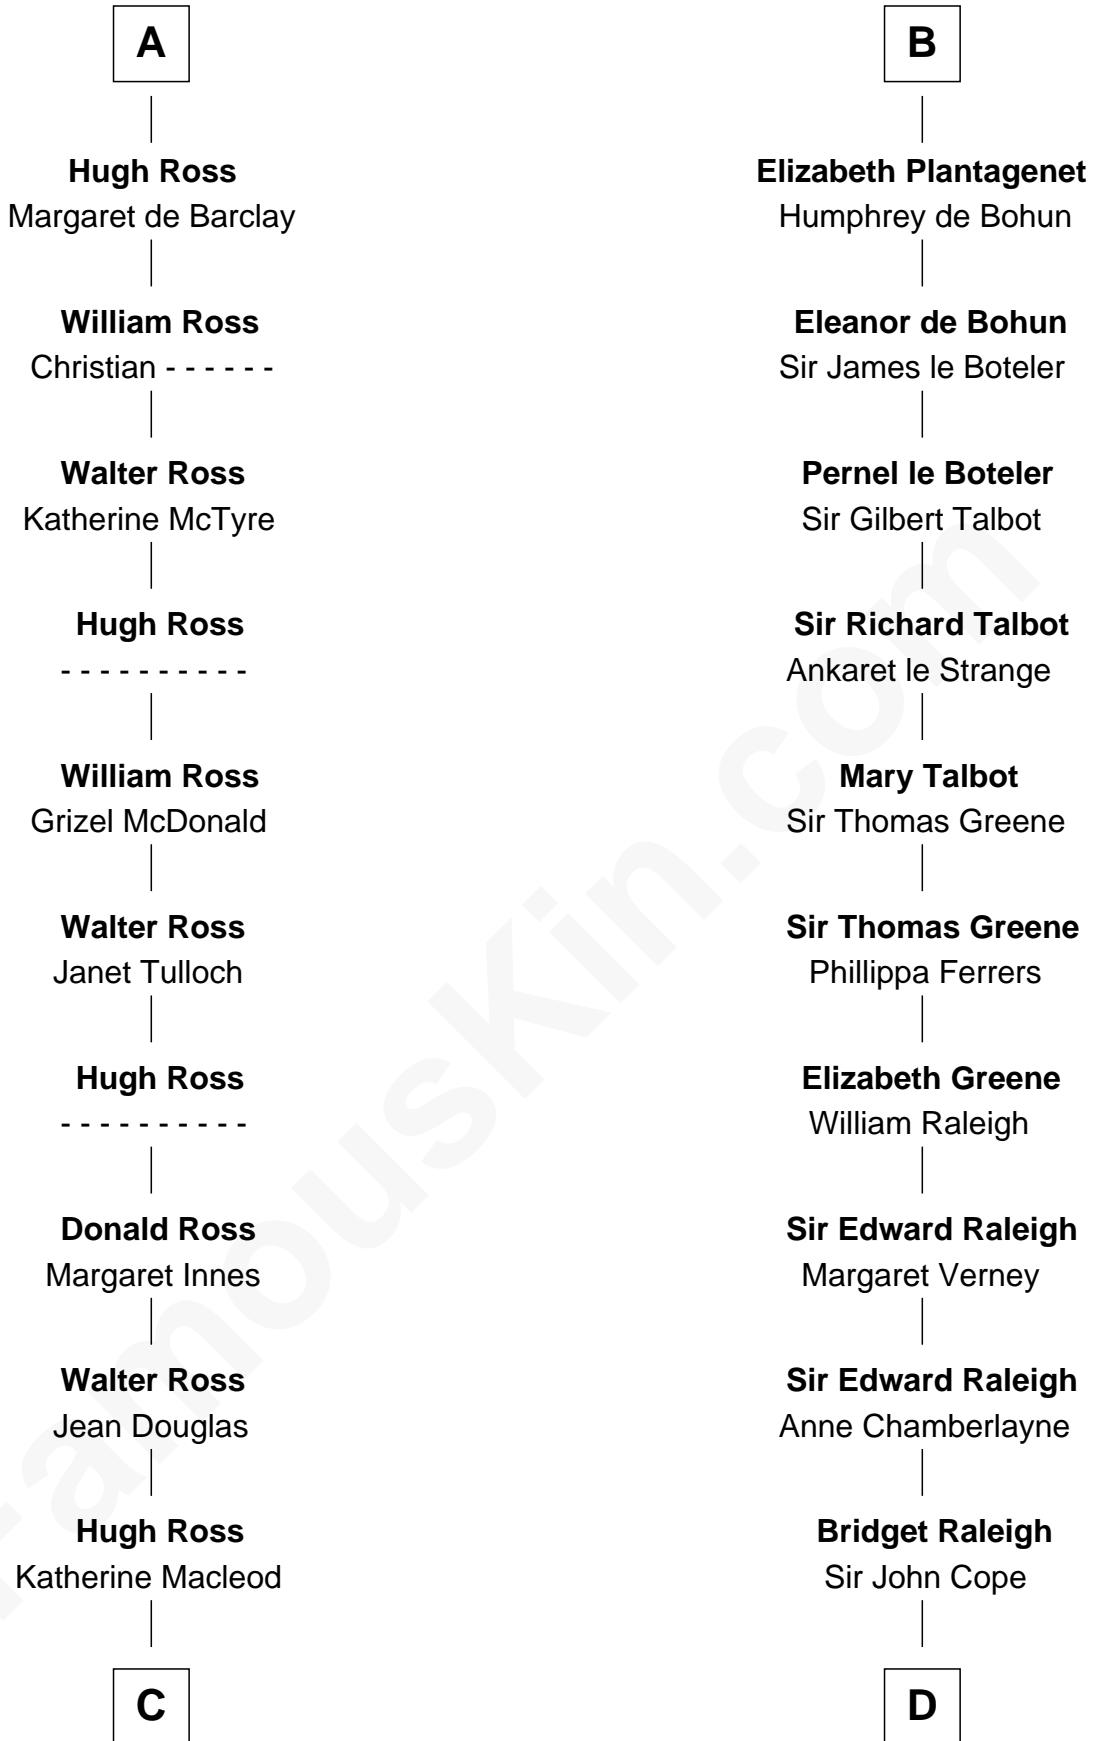 A
Hugh Ross
Margaret de Barclay
William Ross
Christian - - - - - -
Walter Ross
Katherine McTyre
Hugh Ross
- - - - - - - - - -
William Ross
Grizel McDonald
Walter Ross
Janet Tulloch
Hugh Ross
- - - - - - - - - -
Donald Ross
Margaret Innes
Walter Ross
Jean Douglas
Hugh Ross
Katherine Macleod
C
B
Elizabeth Plantagenet
Humphrey de Bohun
Eleanor de Bohun
Sir James le Boteler
Pernel le Boteler
Sir Gilbert Talbot
Sir Richard Talbot
Ankaret le Strange
Mary Talbot
Sir Thomas Greene
Sir Thomas Greene
Phillippa Ferrers
Elizabeth Greene
William Raleigh
Sir Edward Raleigh
Margaret Verney
Sir Edward Raleigh
Anne Chamberlayne
Bridget Raleigh
Sir John Cope
D
FamousKin.com